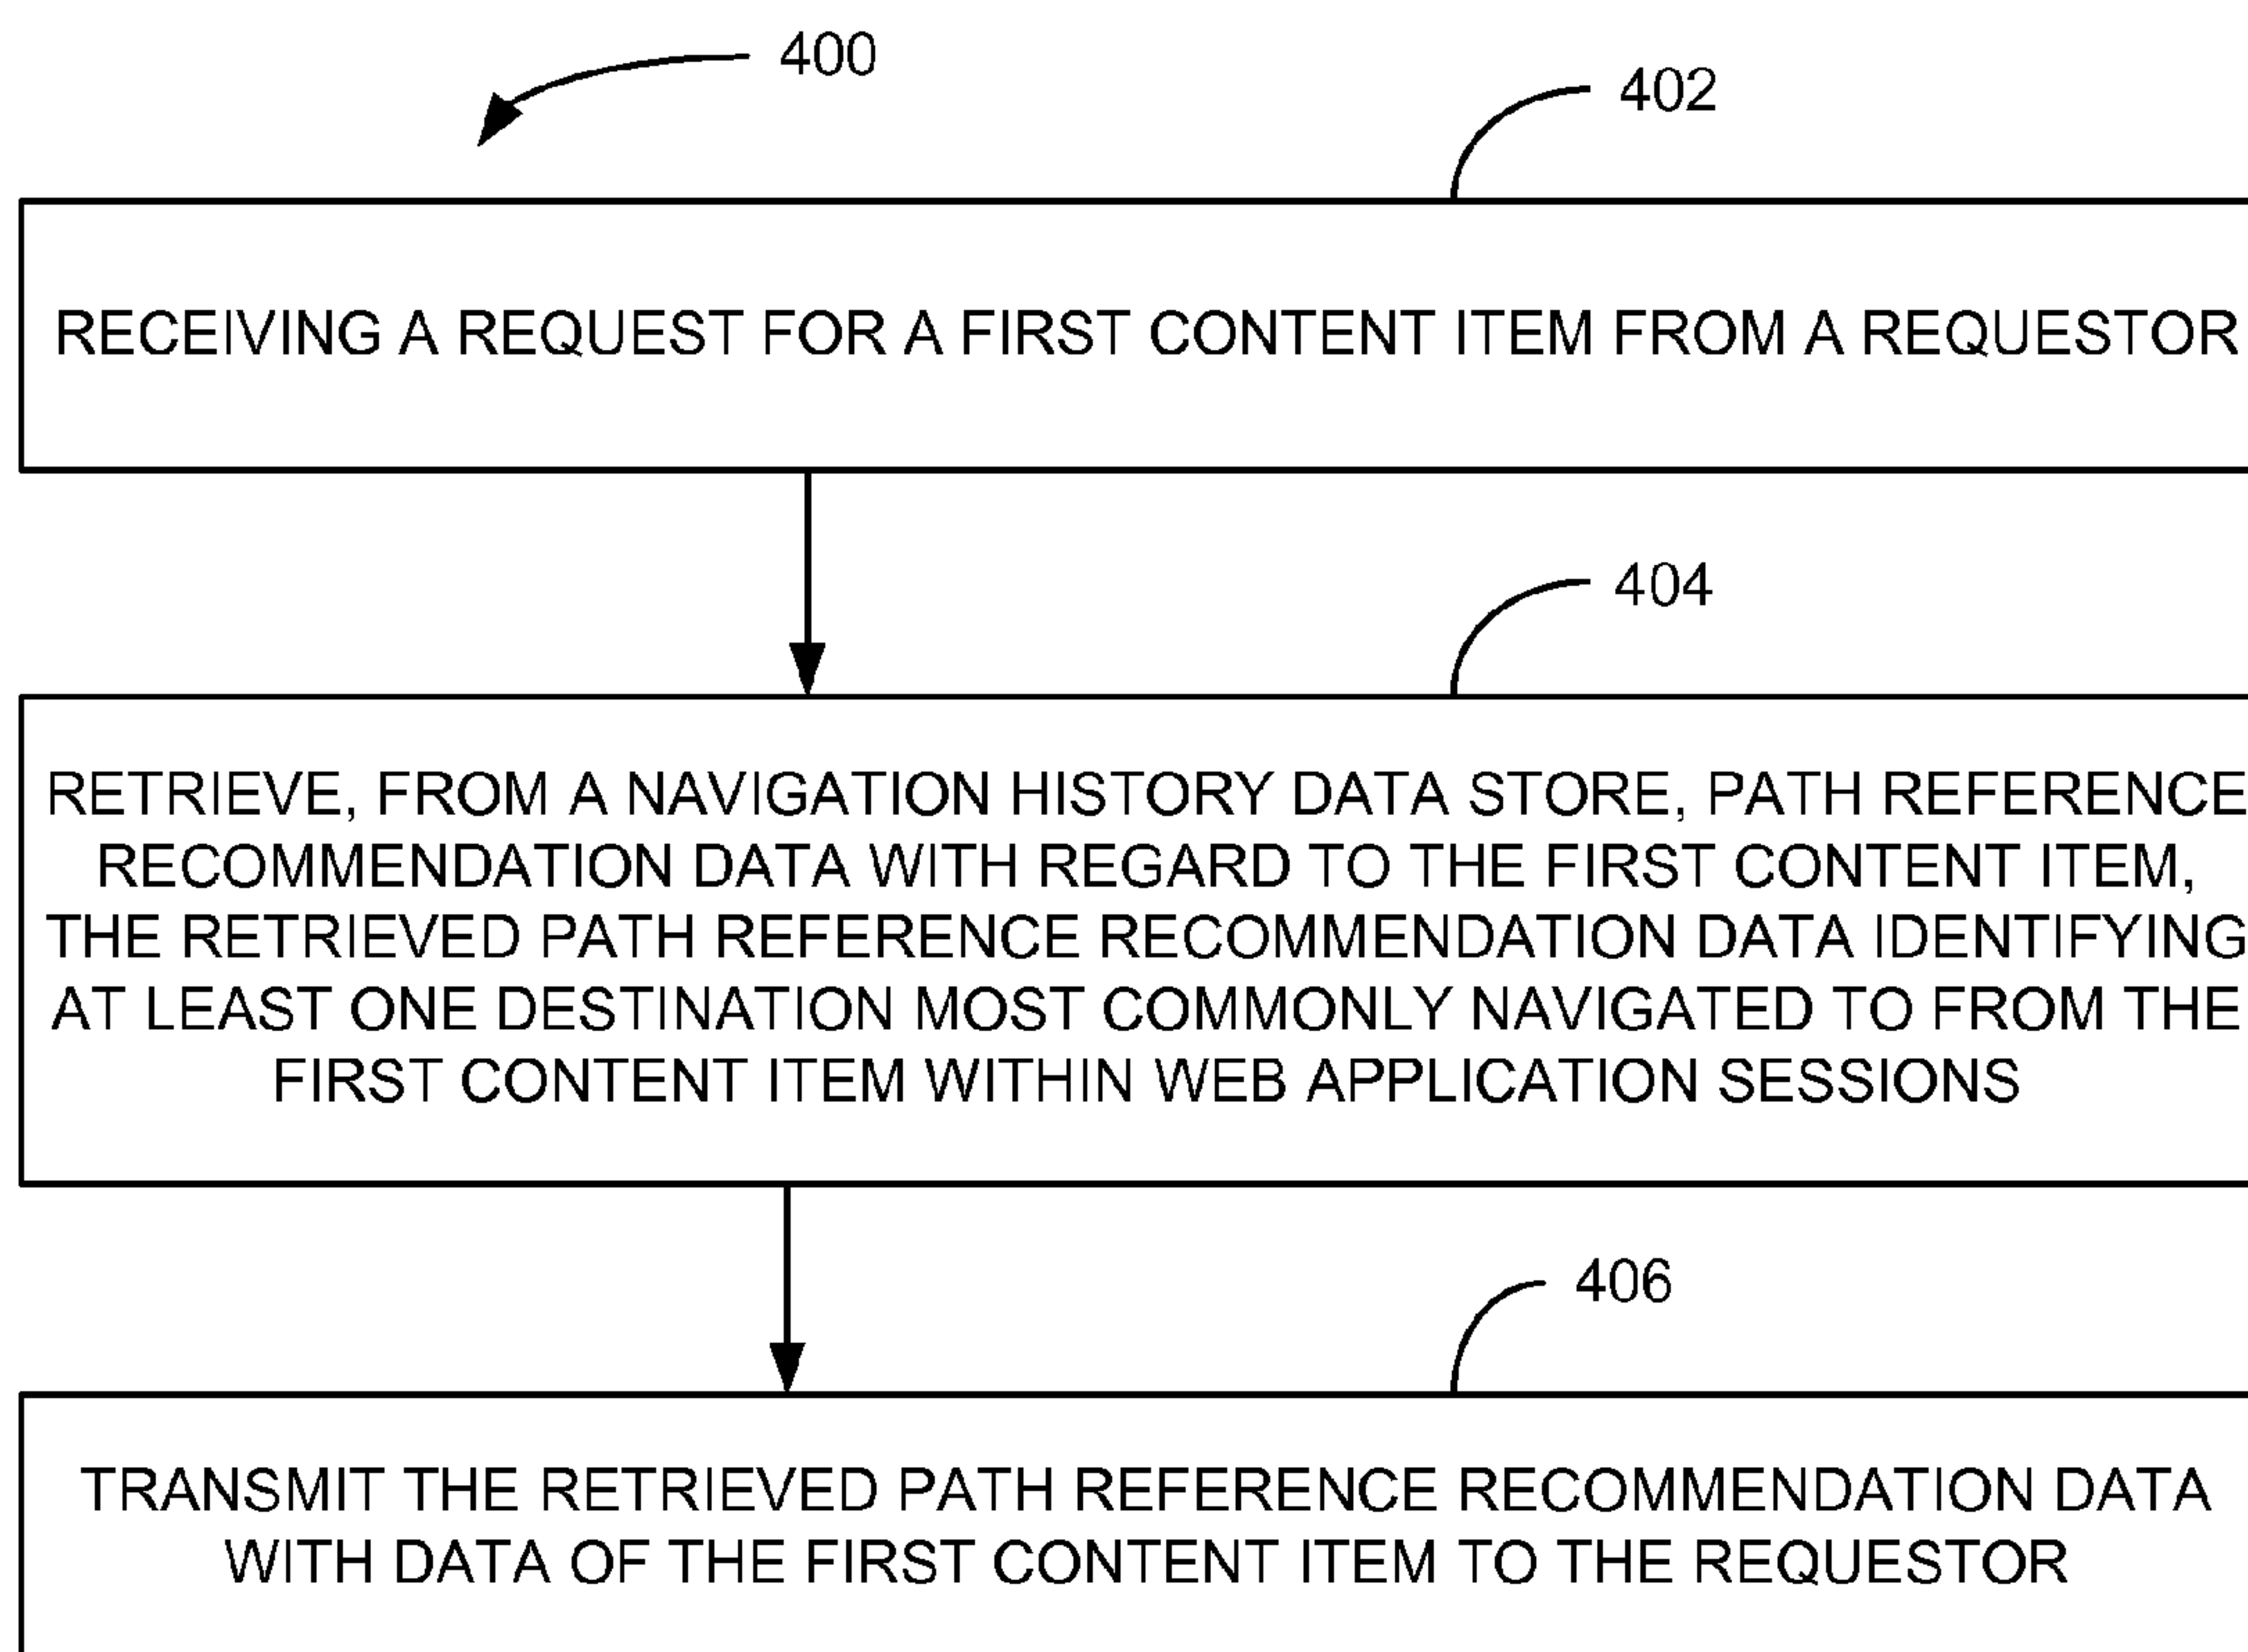 400
402
RECEIVING A REQUEST FOR A FIRST CONTENT ITEM FROM A REQUESTOR
404
RETRIEVE, FROM A NAVIGATION HISTORY DATA STORE, PATH REFERENCE
RECOMMENDATION DATA WITH REGARD TO THE FIRST CONTENT ITEM,
THE RETRIEVED PATH REFERENCE RECOMMENDATION DATA IDENTIFYING
AT LEAST ONE DESTINATION MOST COMMONLY NAVIGATED TO FROM THE
FIRST CONTENT ITEM WITHIN WEB APPLICATION SESSIONS
406
TRANSMIT THE RETRIEVED PATH REFERENCE RECOMMENDATION DATA
WITH DATA OF THE FIRST CONTENT ITEM TO THE REQUESTOR